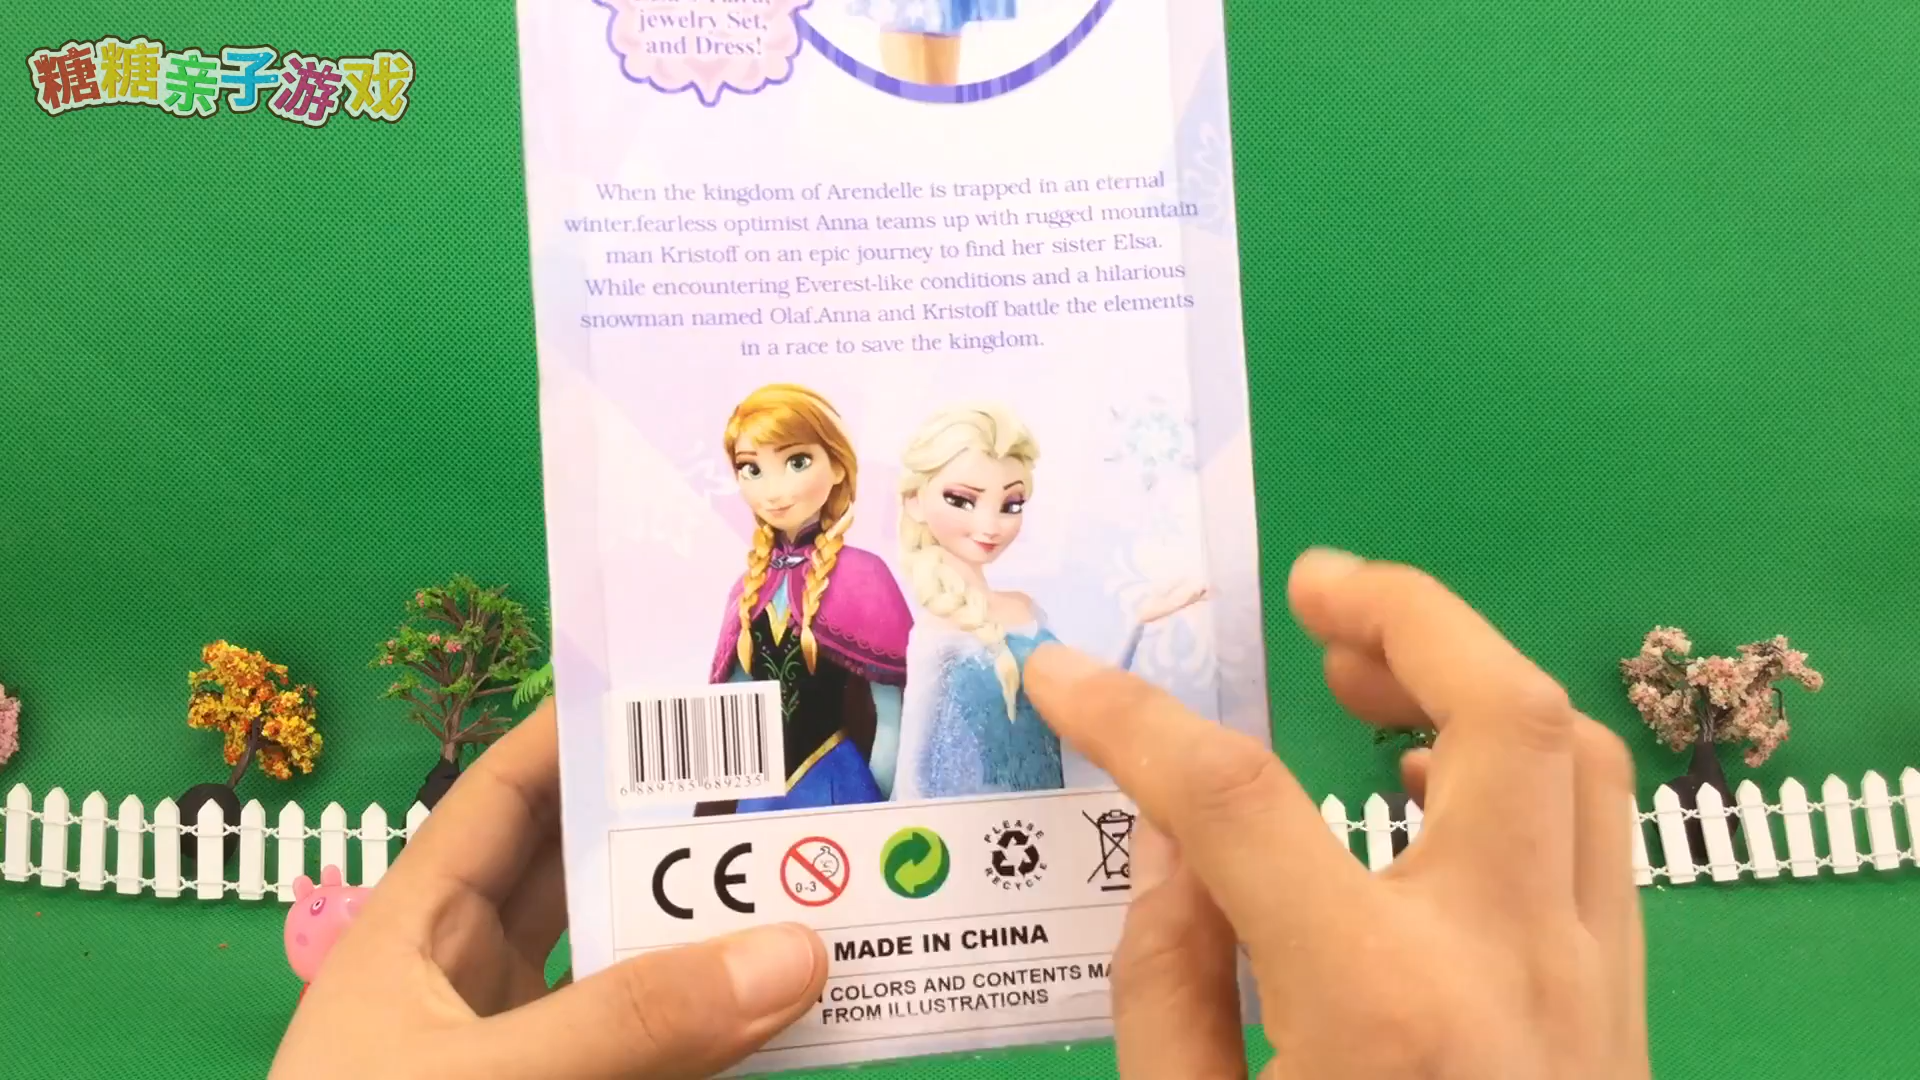 糖糖亲子游戏
jewelry Set,
and Dress!
When the kingdom of Arendelle is trapped in an eternal
winter.fearless optimist Anna teams up with rugged mountain
man Kristoff on an epic journey to find her sister Elsa.
While encountering Everest-like conditions and a hilarious
snowman named Olaf.Anna and Kristoff battle the elements
in a race to save the kingdom.
6 889785 689235
CE
0-3
PLEASE
RECYCLE
MADE IN CHINA
COLORS AND CONTENTS
FROM ILLUSTRATIONS